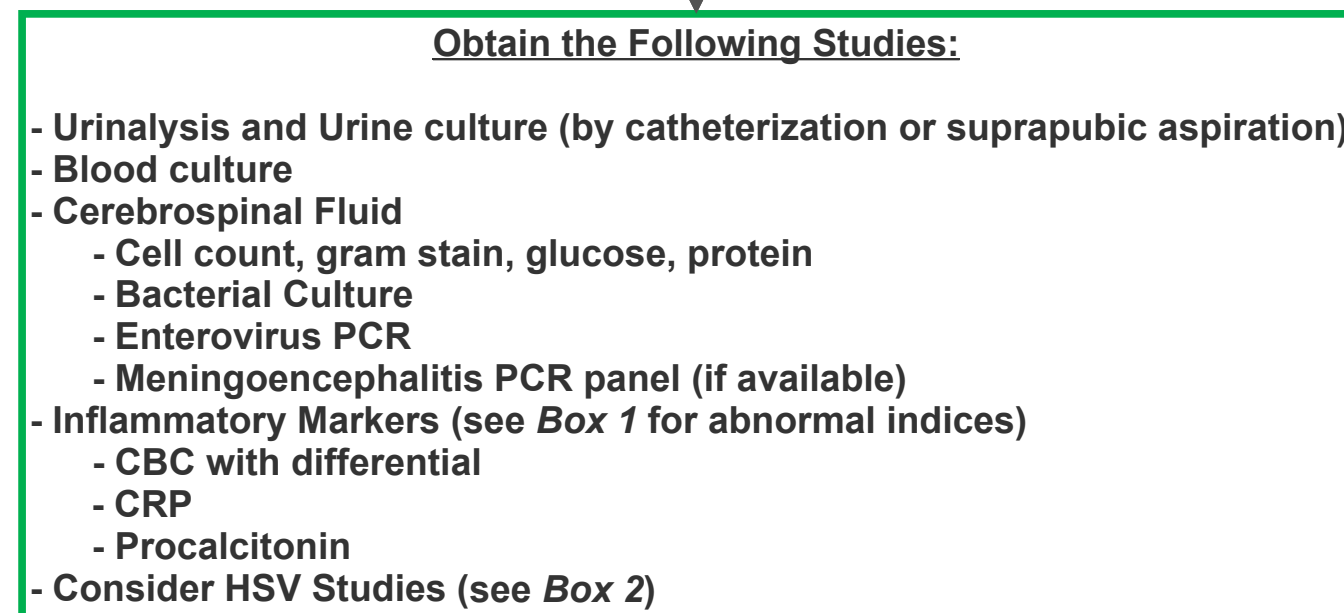 Obtain the Following Studies:
- Urinalysis and Urine culture (by catheterization or suprapubic aspiration)
- Blood culture
- Cerebrospinal Fluid
- Cell count, gram stain, glucose, protein
- Bacterial Culture
- Enterovirus PCR
- Meningoencephalitis PCR panel (if available)
- Inflammatory Markers (see Box 1 for abnormal indices)
- CBC with differential
- CRP
- Procalcitonin
- Consider HSV Studies (see Box 2)